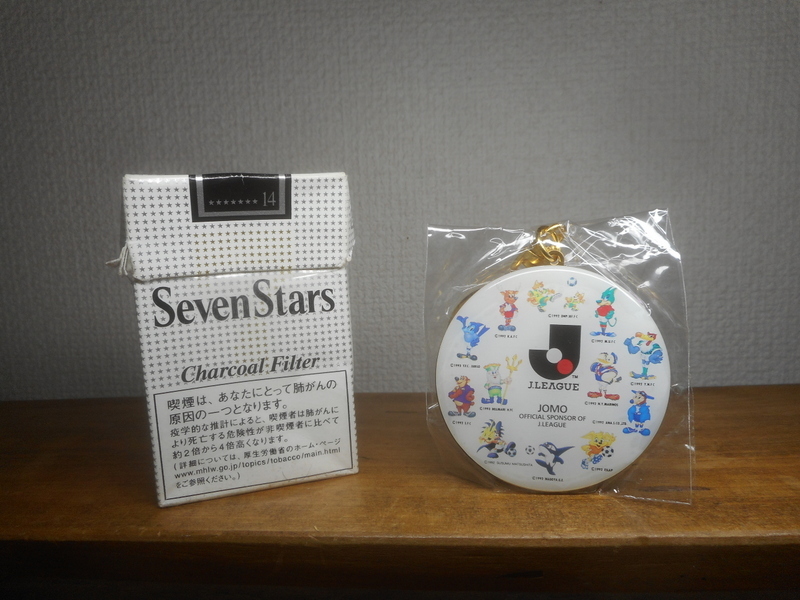 14
Seven Stars
Charcoal Filter
喫煙は、あなたにとって肺がんの
原因の一つとなります。
疫学的な推計によると、喫煙者は肺がんに
より死亡する危険性が非喫煙者に比べて
約2倍から4倍高くなります。
(詳細については、厚生労働省のホーム・ページ
www.mhlw.go.jp/topics/tobacco/main.html
をご参照ください。)
J.LEAGUE
TM
JOMO
OFFICIAL SPONSOR OF
J.LEAGUE